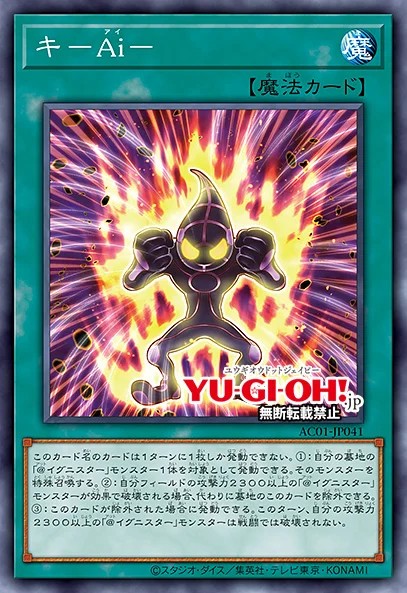 アイ
キーAiー
魔
【魔法カード】
ユウギオウドットジェイピー
YU-GI-OH!.jp
無断転載禁止
AC01-JP041
このカード名のカードは1ターンに1枚しか発動できない。①：自分の墓地の
「@イグニスター」モンスター1体を対象として発動できる。そのモンスターを
特殊召喚する。②：自分フィールドの攻撃力2300以上の「@イグニスター」
モンスターが効果で破壊される場合、代わりに墓地のこのカードを除外できる。
③：このカードが除外された場合に発動できる。このターン、自分の攻撃力
2300以上の「@イグニスター」モンスターは戦闘では破壊されない。
©スタジオ・ダイス／集英社・テレビ東京・KONAMI